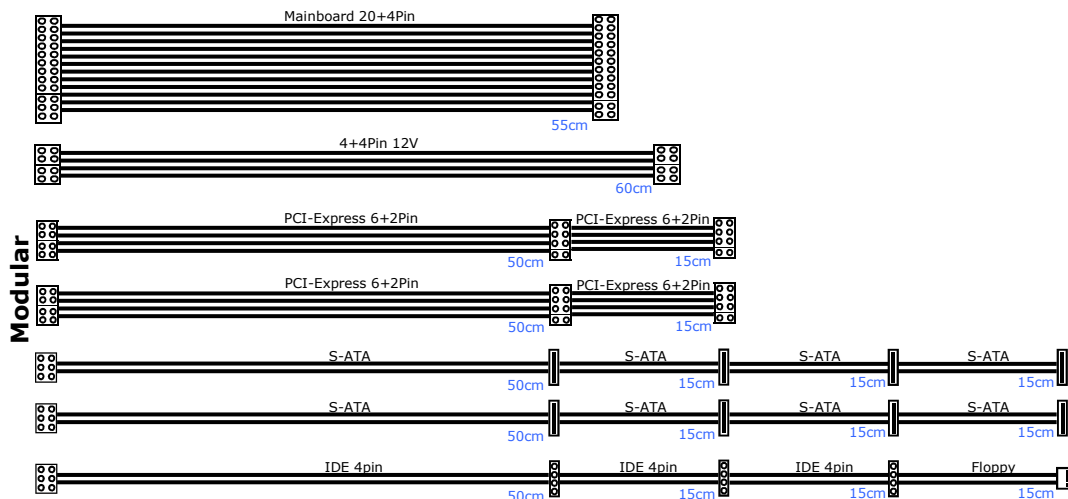 Modular
Mainboard 20+4Pin
55cm
4+4Pin 12V
60cm
PCI-Express 6+2Pin PCI-Express 6+2Pin
50cm 15cm
PCI-Express 6+2Pin PCI-Express 6+2Pin
50cm 15cm
S-ATA S-ATA S-ATA S-ATA
50cm 15cm 15cm 15cm
S-ATA S-ATA S-ATA S-ATA
50cm 15cm 15cm 15cm
IDE 4pin IDE 4pin IDE 4pin Floppy
50cm 15cm 15cm 15cm